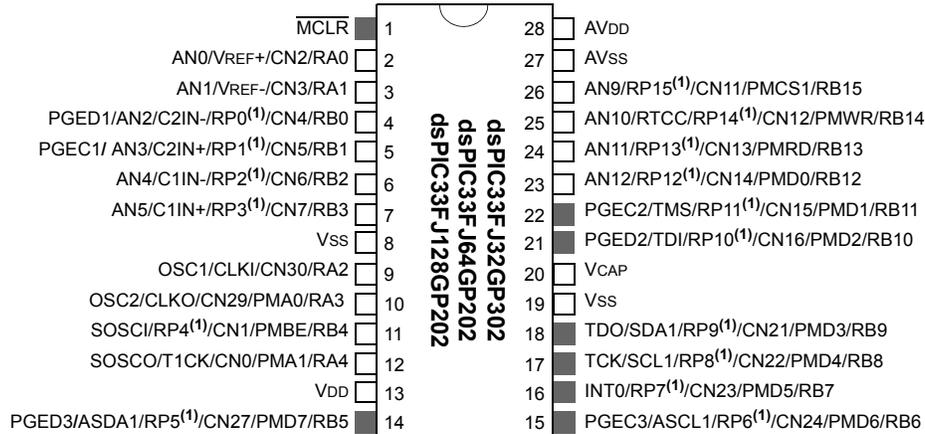 MCLR 1
AN0/VREF+/CN2/RA0 2
AN1/VREF-/CN3/RA1 3
PGED1/AN2/C2IN-/RP0(1)/CN4/RB0 4
PGEC1/ AN3/C2IN+/RP1(1)/CN5/RB1 5
AN4/C1IN-/RP2(1)/CN6/RB2 6
AN5/C1IN+/RP3(1)/CN7/RB3 7
VSS 8
OSC1/CLKI/CN30/RA2 9
OSC2/CLKO/CN29/PMA0/RA3 10
SOSCI/RP4(1)/CN1/PMBE/RB4 11
SOSCO/T1CK/CN0/PMA1/RA4 12
VDD 13
PGED3/ASDA1/RP5(1)/CN27/PMD7/RB5 14
dsPIC33FJ32GP302
dsPIC33FJ64GP202
dsPIC33FJ128GP202
28 AVDD
27 AVSS
26 AN9/RP15(1)/CN11/PMCS1/RB15
25 AN10/RTCC/RP14(1)/CN12/PMWR/RB14
24 AN11/RP13(1)/CN13/PMRD/RB13
23 AN12/RP12(1)/CN14/PMD0/RB12
22 PGEC2/TMS/RP11(1)/CN15/PMD1/RB11
21 PGED2/TDI/RP10(1)/CN16/PMD2/RB10
20 VCAP
19 VSS
18 TDO/SDA1/RP9(1)/CN21/PMD3/RB9
17 TCK/SCL1/RP8(1)/CN22/PMD4/RB8
16 INT0/RP7(1)/CN23/PMD5/RB7
15 PGEC3/ASCL1/RP6(1)/CN24/PMD6/RB6